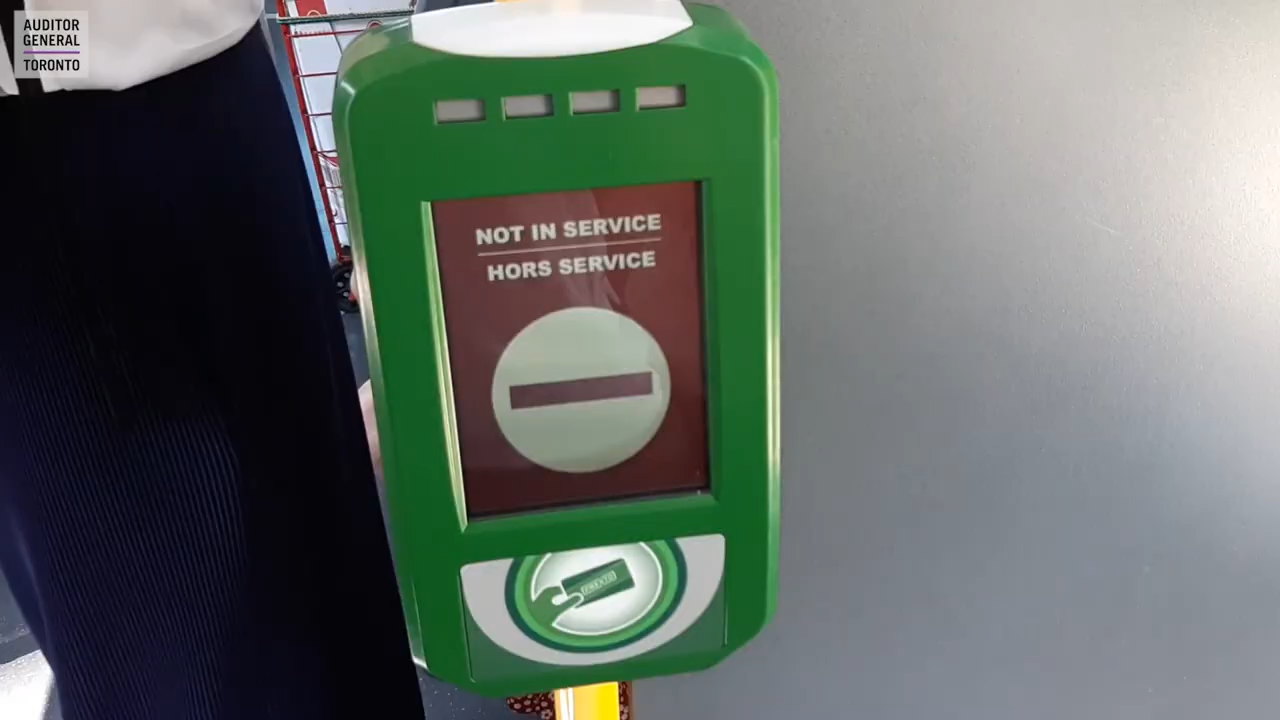 AUDITOR
GENERAL
TORONTO
NOT IN SERVICE
HORS SERVICE